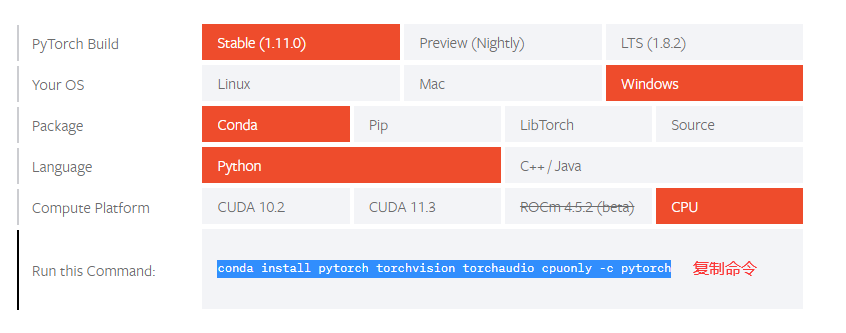 PyTorch Build Stable (1.11.0) Preview (Nightly) LTS (1.8.2)
Your OS Linux Mac Windows
Package Conda Pip LibTorch Source
Language Python C++ / Java
Compute Platform CUDA 10.2 CUDA 11.3 ROCm 4.5.2 (beta) CPU
Run this Command: conda install pytorch torchvision torchaudio cpuonly -c pytorch 复制命令